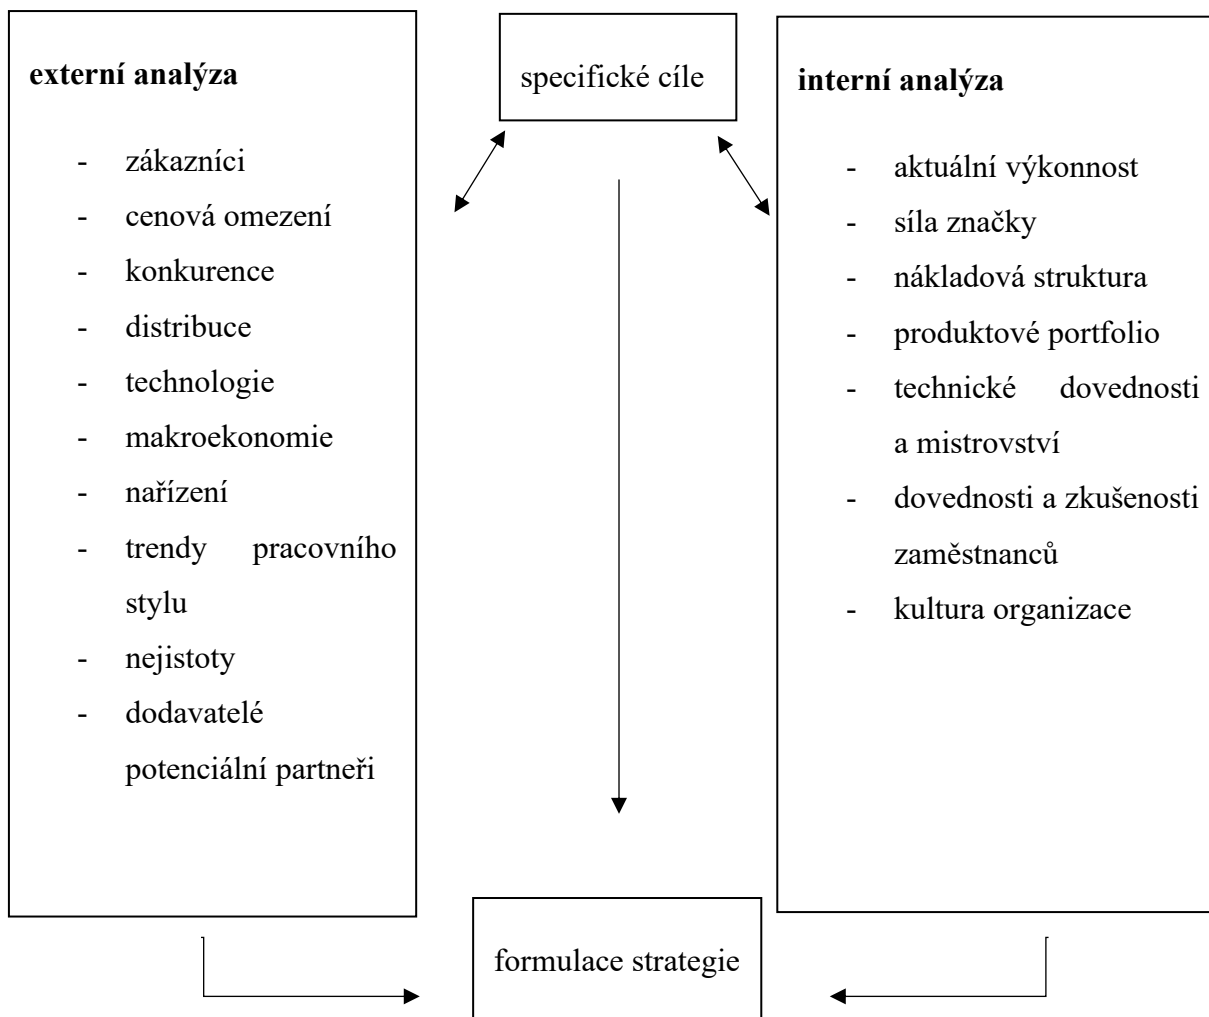 externí analýza
- zákazníci
- cenová omezení
- konkurence
- distribuce
- technologie
- makroekonomie
- nařízení
- trendy pracovního
stylu
- nejistoty
- dodavatelé
potenciální partneři
specifické cíle
interní analýza
- aktuální výkonnost
- síla značky
- nákladová struktura
- produktové portfolio
- technické dovednosti
a mistrovství
- dovednosti a zkušenosti
zaměstnanců
- kultura organizace
formulace strategie